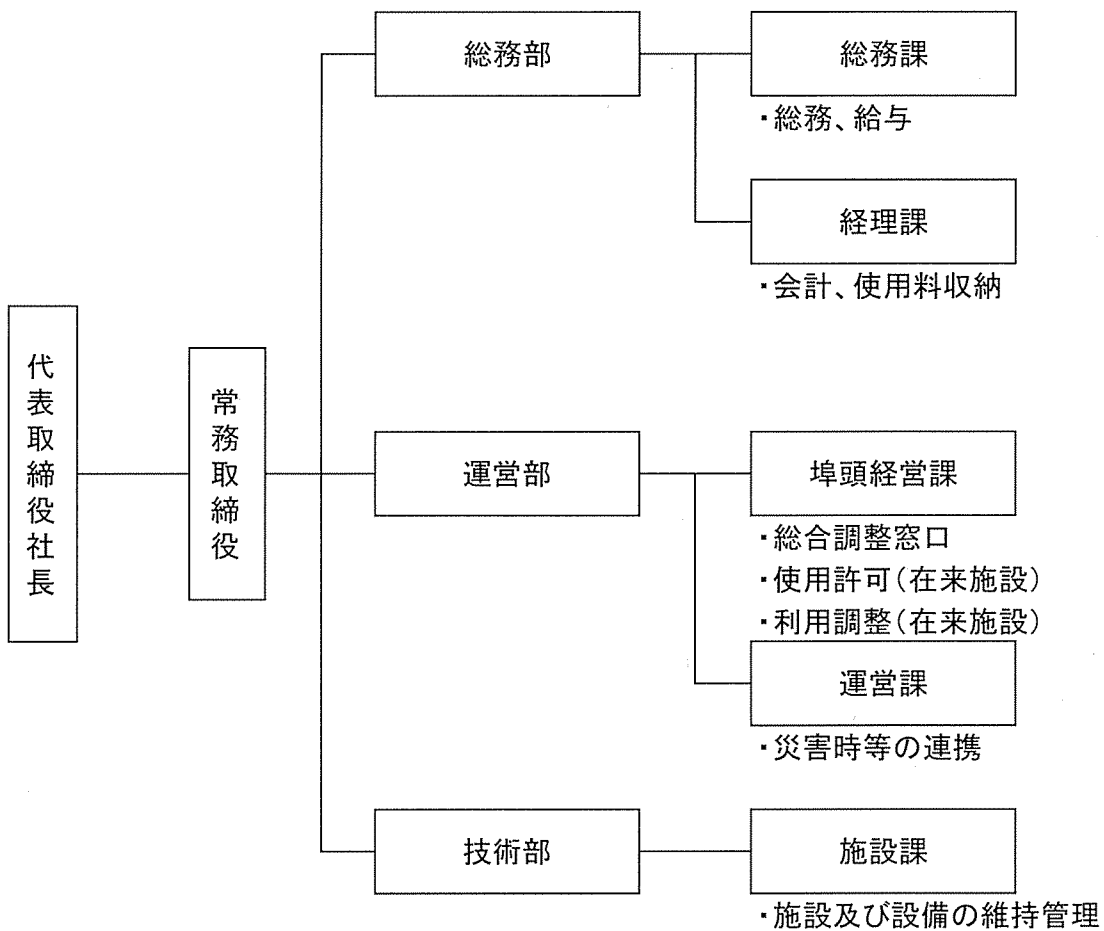 代表取締役社長
常務取締役
総務部
総務課
・総務、給与
経理課
・会計、使用料収納
運営部
埠頭経営課
・総合調整窓口
・使用許可(在来施設)
・利用調整(在来施設)
運営課
・災害時等の連携
技術部
施設課
・施設及び設備の維持管理